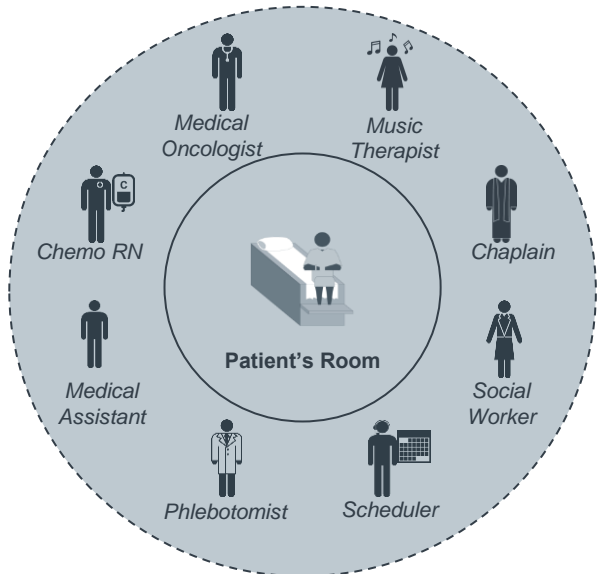 Medical
Oncologist
Music
Therapist
Chemo RN
C
Chaplain
Patient's Room
Medical
Assistant
Social
Worker
Phlebotomist
Scheduler